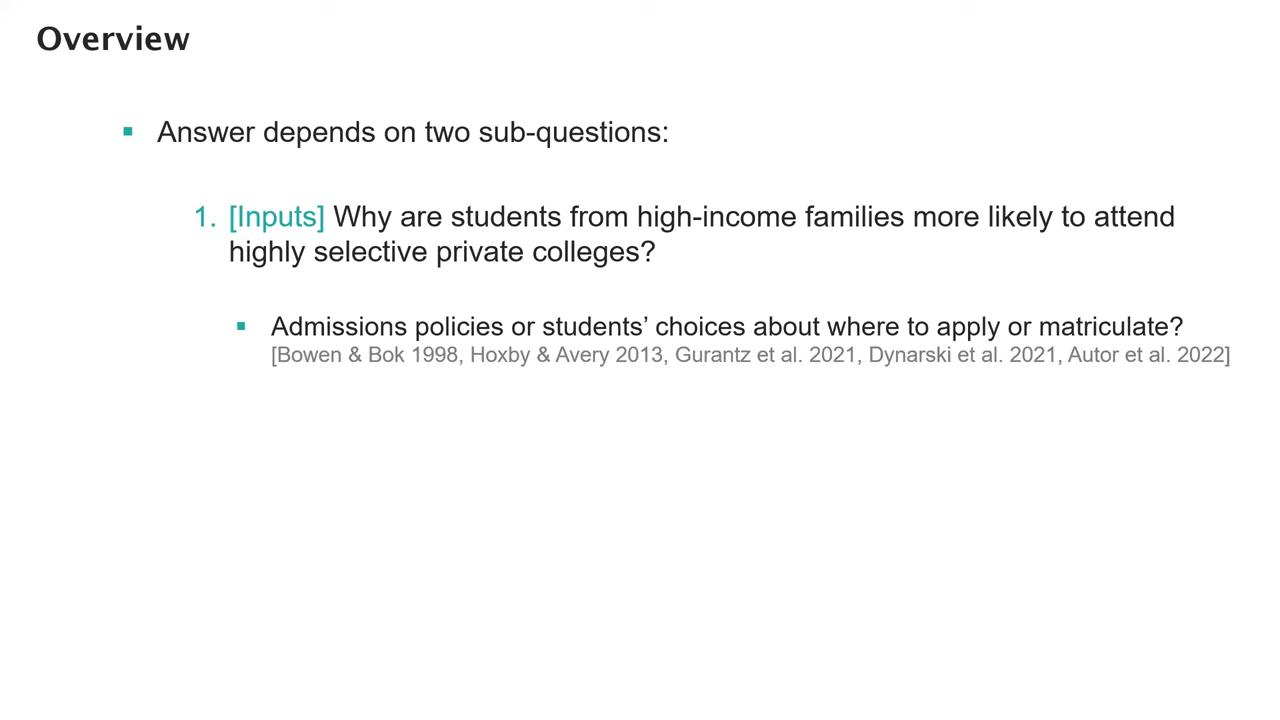 Overview
▪ Answer depends on two sub-questions:
1. [Inputs] Why are students from high-income families more likely to attend
highly selective private colleges?
▪ Admissions policies or students’ choices about where to apply or matriculate?
[Bowen & Bok 1998, Hoxby & Avery 2013, Gurantz et al. 2021, Dynarski et al. 2021, Autor et al. 2022]